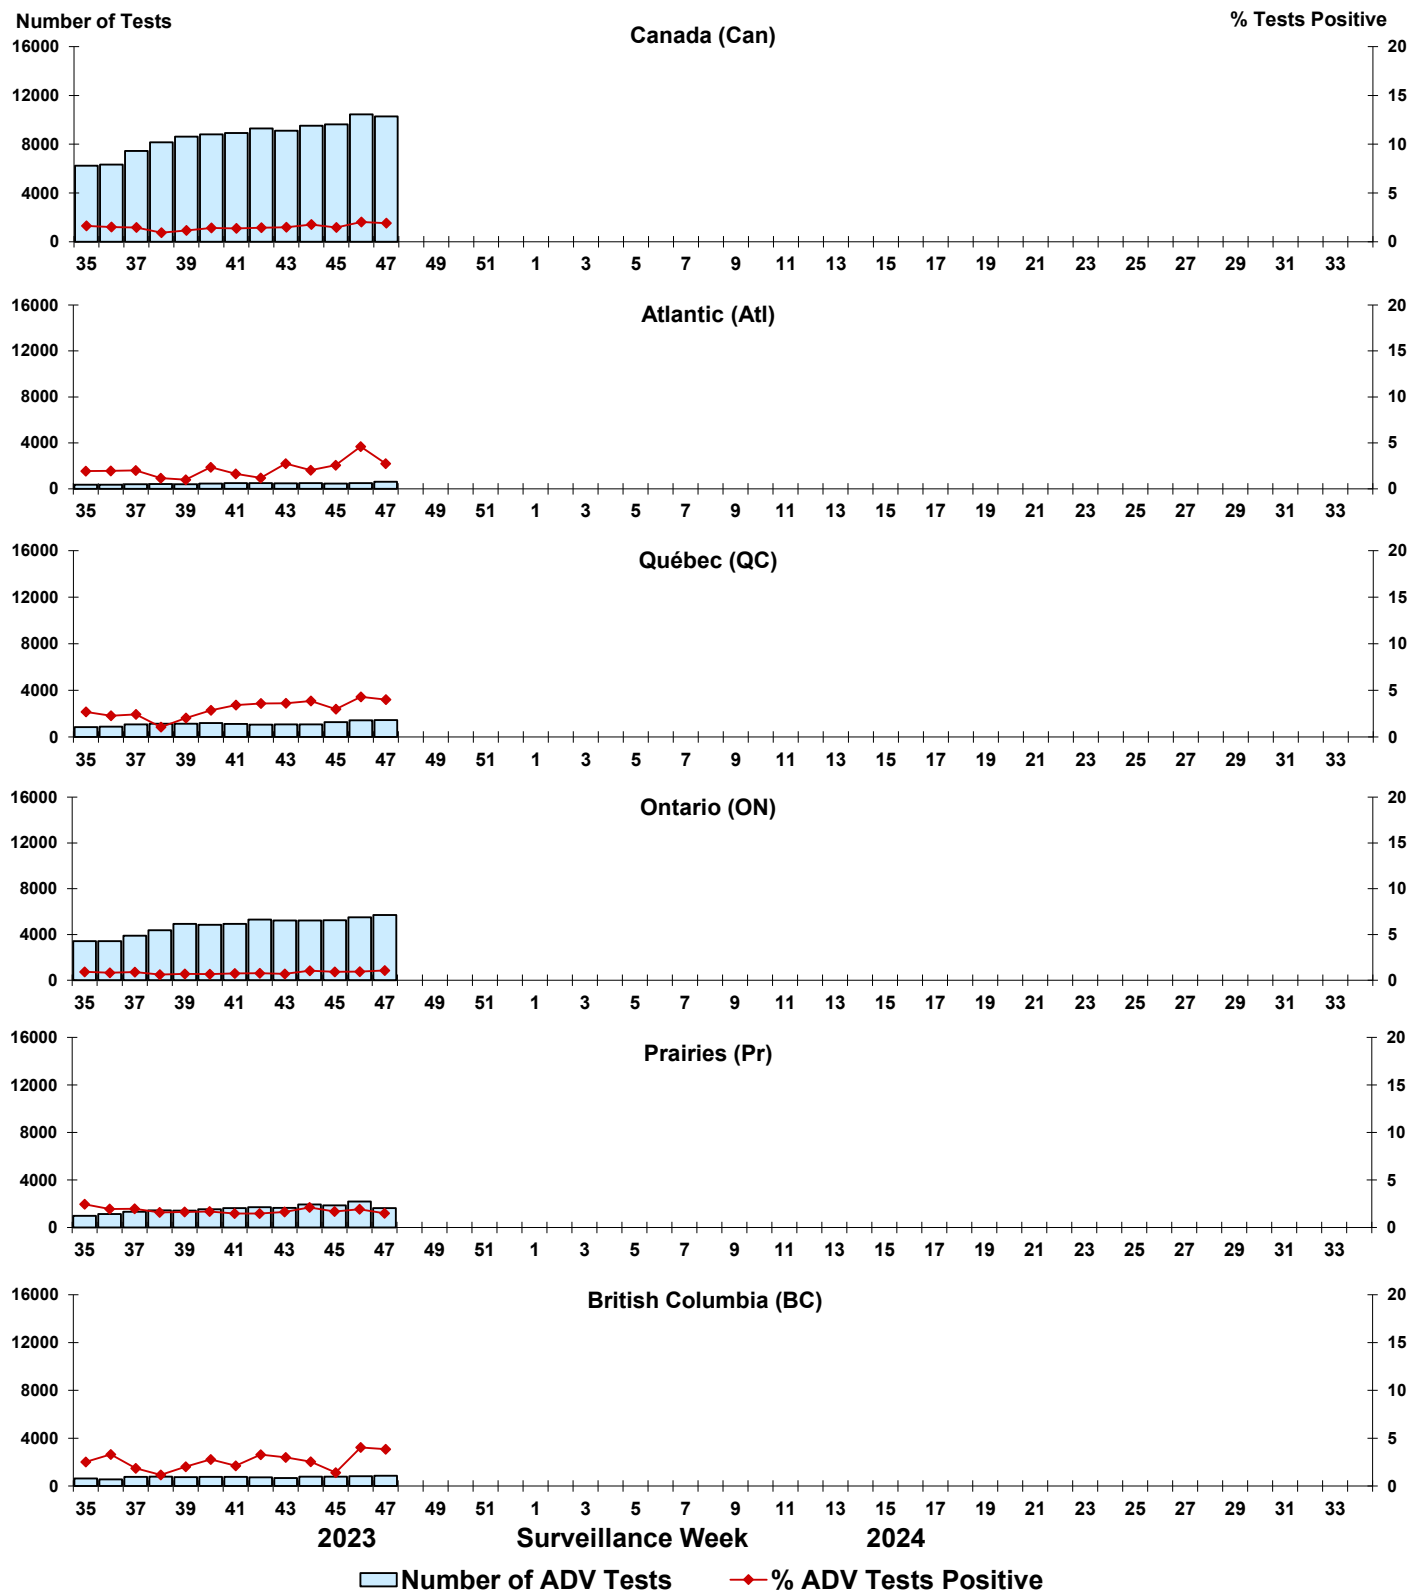 Number of Tests
% Tests Positive
Canada (Can)
16000 20
12000 15
8000 10
4000 5
0 0
35 37 39 41 43 45 47 49 51 1 3 5 7 9 11 13 15 17 19 21 23 25 27 29 31 33
Atlantic (Atl)
16000 20
12000 15
8000 10
4000 5
0 0
35 37 39 41 43 45 47 49 51 1 3 5 7 9 11 13 15 17 19 21 23 25 27 29 31 33
Québec (QC)
16000 20
12000 15
8000 10
4000 5
0 0
35 37 39 41 43 45 47 49 51 1 3 5 7 9 11 13 15 17 19 21 23 25 27 29 31 33
Ontario (ON)
16000 20
12000 15
8000 10
4000 5
0 0
35 37 39 41 43 45 47 49 51 1 3 5 7 9 11 13 15 17 19 21 23 25 27 29 31 33
Prairies (Pr)
16000 20
12000 15
8000 10
4000 5
0 0
35 37 39 41 43 45 47 49 51 1 3 5 7 9 11 13 15 17 19 21 23 25 27 29 31 33
British Columbia (BC)
16000 20
12000 15
8000 10
4000 5
0 0
35 37 39 41 43 45 47 49 51 1 3 5 7 9 11 13 15 17 19 21 23 25 27 29 31 33
2023 Surveillance Week 2024
Number of ADV Tests % ADV Tests Positive